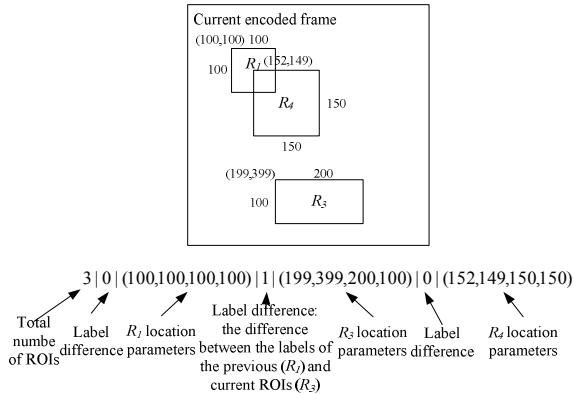 Current encoded frame
(100,100) 100
100
R1
(152,149)
R4
150
150
(199,399)
200
100
R3
3 | 0 | (100,100,100,100) | 1 | (199,399,200,100) | 0 | (152,149,150,150)
Total
numbe
of ROIs
Label
difference
R1 location
parameters
Label difference:
the difference
between the labels of
the previous (R1) and
current ROIs (R3)
R3 location
parameters
Label
difference
R4 location
parameters